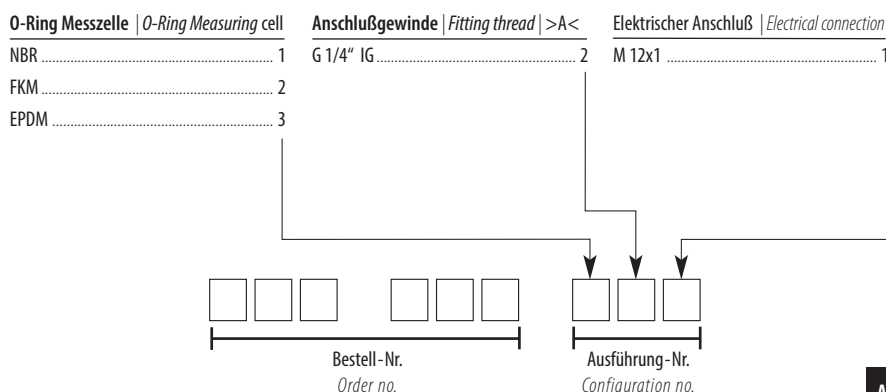 O-Ring Messzelle | O-Ring Measuring cell
NBR ........ 1
FKM ........ 2
EPDM ........ 3
Anschlußgewinde | Fitting thread | >A<
G 1/4“ IG ........ 2
Elektrischer Anschluß | Electrical connection
M 12x1 ........ 1
Bestell-Nr.
Order no.
Ausführung-Nr.
Configuration no.
A